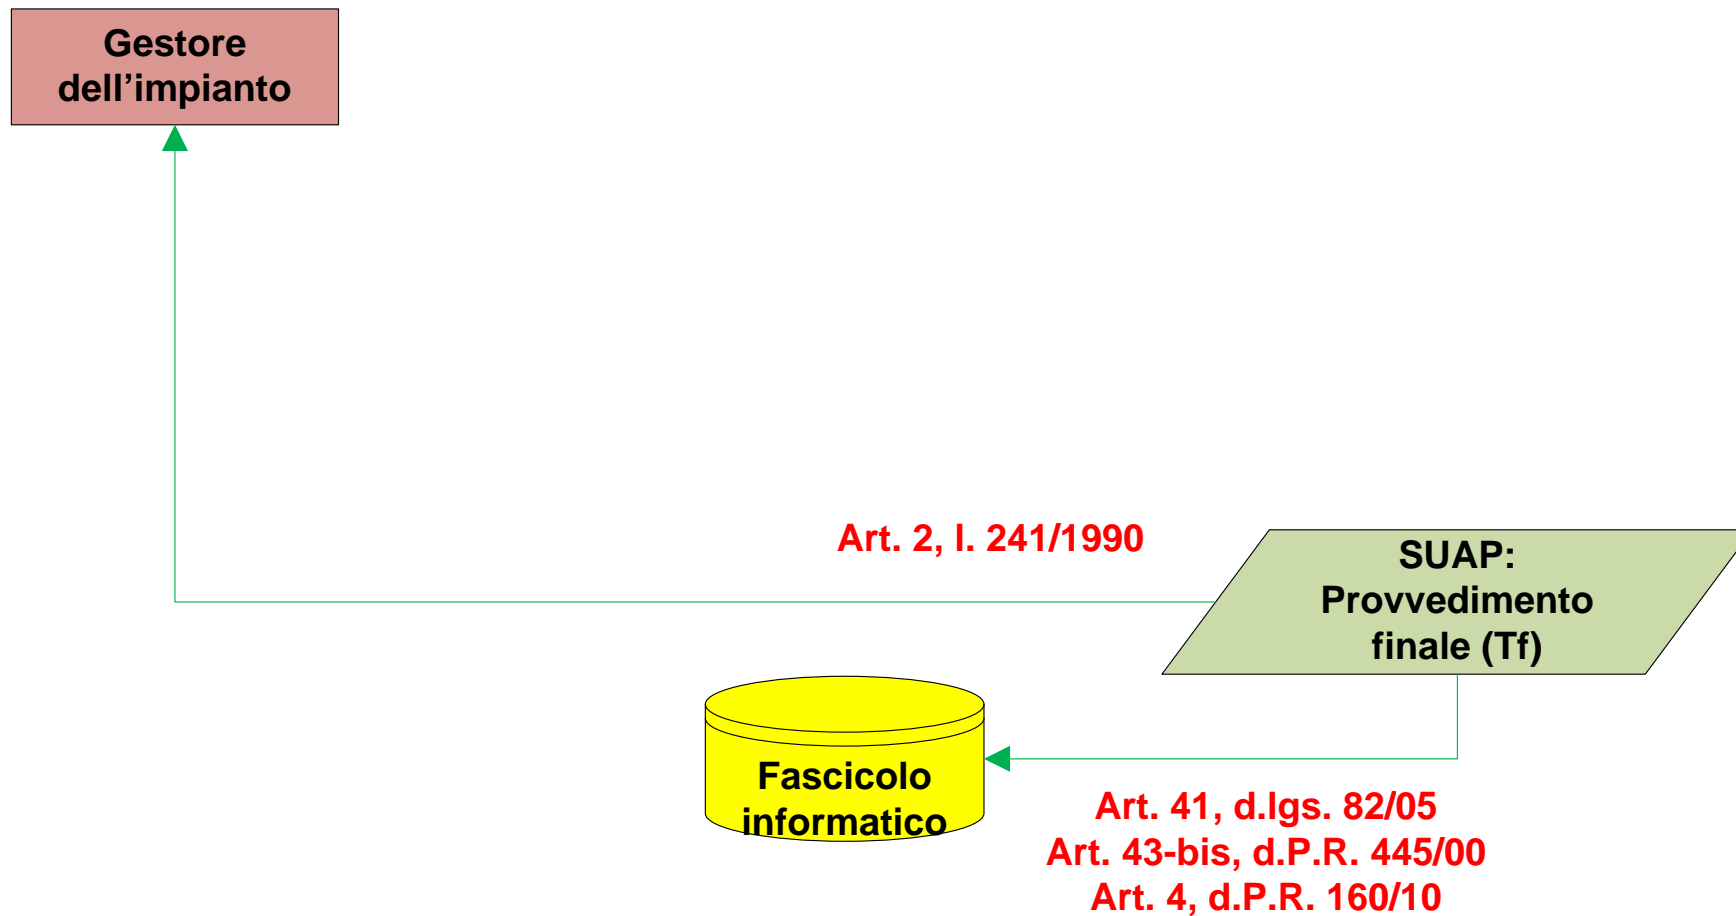 Gestore
dell’impianto
Art. 2, l. 241/1990
SUAP:
Provvedimento
finale (Tf)
Fascicolo
informatico
Art. 41, d.lgs. 82/05
Art. 43-bis, d.P.R. 445/00
Art. 4, d.P.R. 160/10